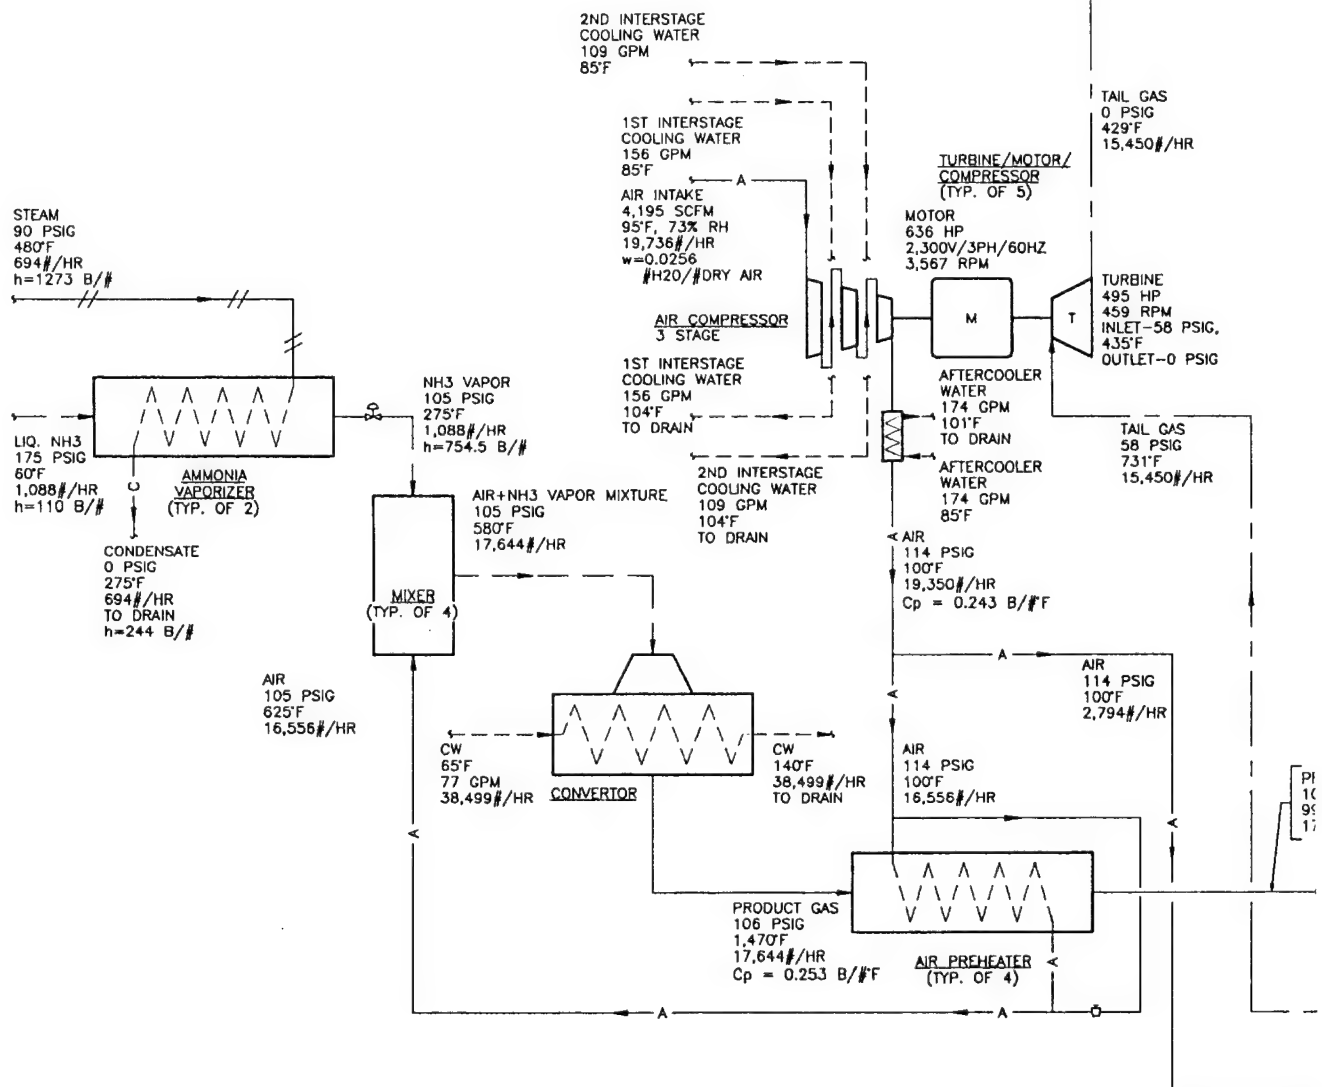 2ND INTERSTAGE
COOLING WATER
109 GPM
85°F
1ST INTERSTAGE
COOLING WATER
156 GPM
85°F
A
AIR INTAKE
4,195 SCFM
95°F, 73% RH
19,736#/HR
w=0.0256
#H20/#DRY AIR
TAIL GAS
0 PSIG
429°F
15,450#/HR
TURBINE/MOTOR/
COMPRESSOR
(TYP. OF 5)
MOTOR
636 HP
2,300V/3PH/60HZ
3,567 RPM
STEAM
90 PSIG
480°F
694#/HR
h=1273 B/#
AIR COMPRESSOR
3 STAGE
M
T
TURBINE
495 HP
459 RPM
INLET-58 PSIG,
435°F
OUTLET-0 PSIG
1ST INTERSTAGE
COOLING WATER
156 GPM
104°F
TO DRAIN
AFTERCOOLER
WATER
174 GPM
101°F
TO DRAIN
NH3 VAPOR
105 PSIG
275°F
1,088#/HR
h=754.5 B/#
LIQ. NH3
175 PSIG
60°F
1,088#/HR
h=110 B/#
C
AMMONIA
VAPORIZER
(TYP. OF 2)
TAIL GAS
58 PSIG
731°F
15,450#/HR
2ND INTERSTAGE
COOLING WATER
109 GPM
104°F
TO DRAIN
AFTERCOOLER
WATER
174 GPM
85°F
AIR+NH3 VAPOR MIXTURE
105 PSIG
580°F
17,644#/HR
CONDENSATE
0 PSIG
275°F
694#/HR
TO DRAIN
h=244 B/#
MIXER
(TYP. OF 4)
A
AIR
114 PSIG
100°F
19,350#/HR
Cp = 0.243 B/#°F
A
AIR
114 PSIG
100°F
2,794#/HR
AIR
105 PSIG
625°F
16,556#/HR
A
CW
65°F
77 GPM
38,499#/HR
CONVERTOR
CW
140°F
38,499#/HR
TO DRAIN
AIR
114 PSIG
100°F
16,556#/HR
A
A
PRODUCT GAS
106 PSIG
1,470°F
17,644#/HR
Cp = 0.253 B/#°F
AIR PREHEATER
(TYP. OF 4)
A
A
A